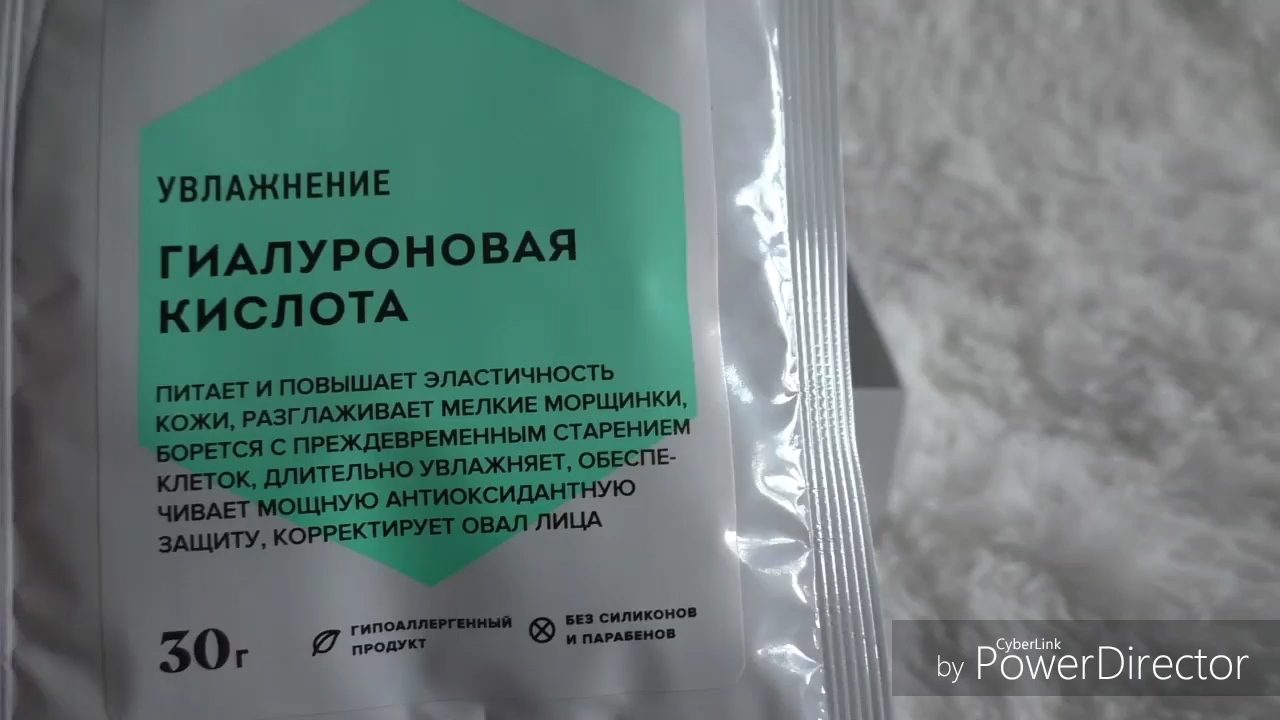 УВЛАЖНЕНИЕ
ГИАЛУРОНОВАЯ
КИСЛОТА
ПИТАЕТ И ПОВЫШАЕТ ЭЛАСТИЧНОСТЬ
КОЖИ, РАЗГЛАЖИВАЕТ МЕЛКИЕ МОРЩИНКИ,
БОРЕТСЯ С ПРЕЖДЕВРЕМЕННЫМ СТАРЕНИЕМ
КЛЕТОК, ДЛИТЕЛЬНО УВЛАЖНЯЕТ, ОБЕСПЕ-
ЧИВАЕТ МОЩНУЮ АНТИОКСИДАНТНУЮ
ЗАЩИТУ, КОРРЕКТИРУЕТ ОВАЛ ЛИЦА
30г
ГИПОАЛЛЕРГЕННЫЙ
ПРОДУКТ
БЕЗ СИЛИКОНОВ
И ПАРАБЕНОВ
CyberLink
by PowerDirector